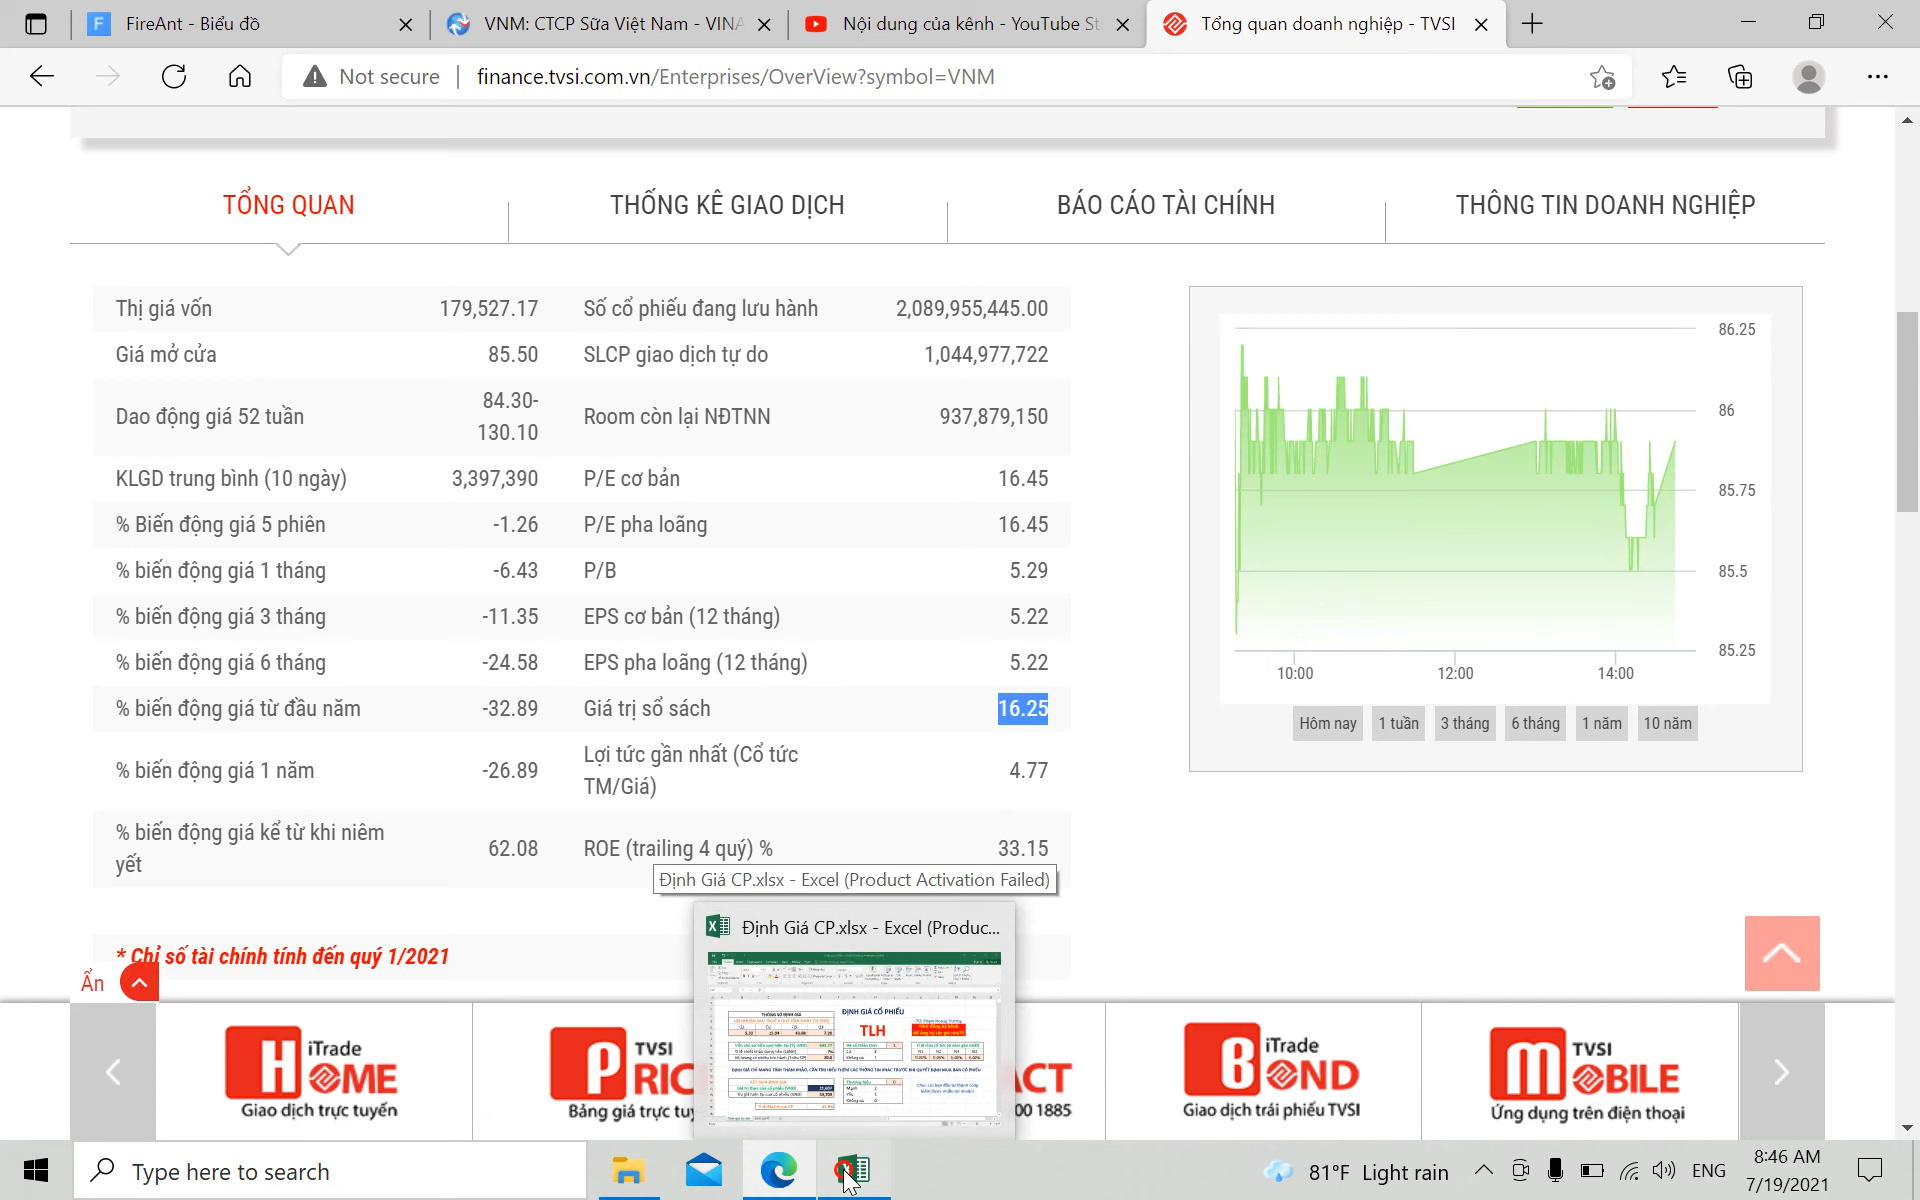 FireAnt - Biểu đồ
VNM: CTCP Sữa Việt Nam - VINA
Nội dung của kênh - YouTube St
Tổng quan doanh nghiệp - TVSI
Not secure
finance.tvsi.com.vn/Enterprises/OverView?symbol=VNM
TỔNG QUAN
THỐNG KÊ GIAO DỊCH
BÁO CÁO TÀI CHÍNH
THÔNG TIN DOANH NGHIỆP
Thị giá vốn 179,527.17 Số cổ phiếu đang lưu hành 2,089,955,445.00
Giá mở cửa 85.50 SLCP giao dịch tự do 1,044,977,722
Dao động giá 52 tuần 84.30-130.10 Room còn lại NĐTNN 937,879,150
KLGD trung bình (10 ngày) 3,397,390 P/E cơ bản 16.45
% Biến động giá 5 phiên -1.26 P/E pha loãng 16.45
% biến động giá 1 tháng -6.43 P/B 5.29
% biến động giá 3 tháng -11.35 EPS cơ bản (12 tháng) 5.22
% biến động giá 6 tháng -24.58 EPS pha loãng (12 tháng) 5.22
% biến động giá từ đầu năm -32.89 Giá trị sổ sách 16.25
% biến động giá 1 năm -26.89 Lợi tức gần nhất (Cổ tức TM/Giá) 4.77
% biến động giá kể từ khi niêm yết 62.08 ROE (trailing 4 quý) % 33.15
86.25
86
85.75
85.5
85.25
10:00 12:00 14:00
Hôm nay 1 tuần 3 tháng 6 tháng 1 năm 10 năm
Định Giá CP.xlsx - Excel (Product Activation Failed)
Định Giá CP.xlsx - Excel (Produc...
ĐỊNH GIÁ CỔ PHIẾU
TLH
* Chỉ số tài chính tính đến quý 1/2021
Ẩn
iTrade
HOME
Giao dịch trực tuyến
TVSI
PRIC
Bảng giá trực tu
ACT
00 1885
iTrade
BOND
Giao dịch trái phiếu TVSI
TVSI
MOBILE
Ứng dụng trên điện thoại
Type here to search
81°F Light rain
ENG
8:46 AM
7/19/2021